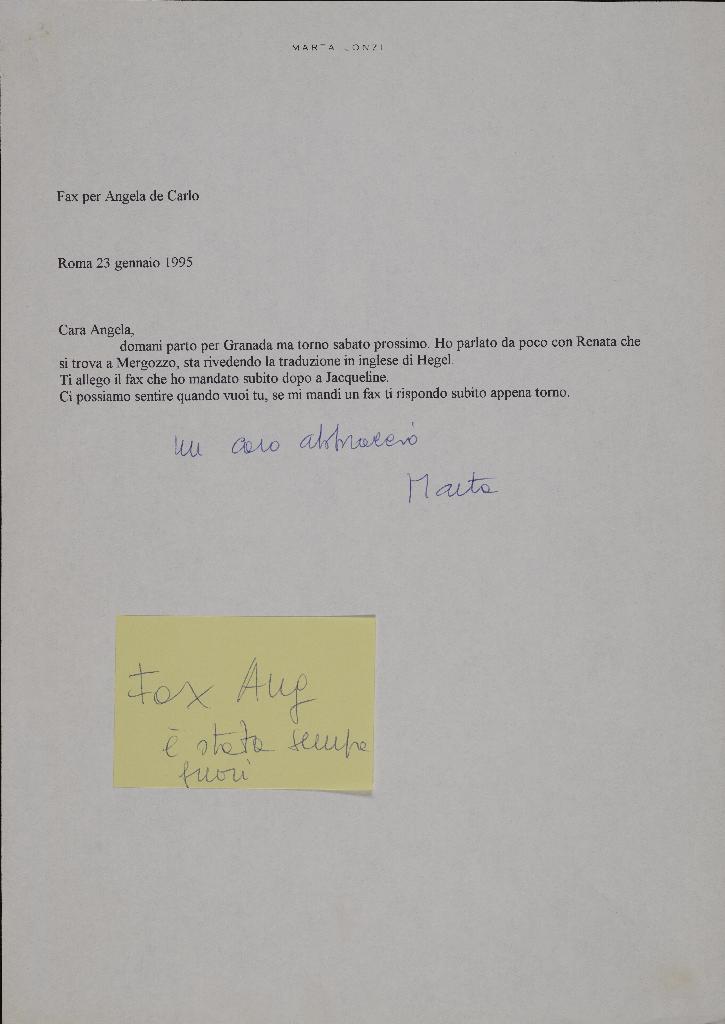 MARTA LONZI
Fax per Angela de Carlo
Roma 23 gennaio 1995
Cara Angela,
domani parto per Granada ma torno sabato prossimo. Ho parlato da poco con Renata che
si trova a Mergozzo, sta rivedendo la traduzione in inglese di Hegel.
Ti allego il fax che ho mandato subito dopo a Jacqueline.
Ci possiamo sentire quando vuoi tu, se mi mandi un fax ti rispondo subito appena torno.
un caro abbraccio
Marta
Fax Ang
è stata sempre
fuori